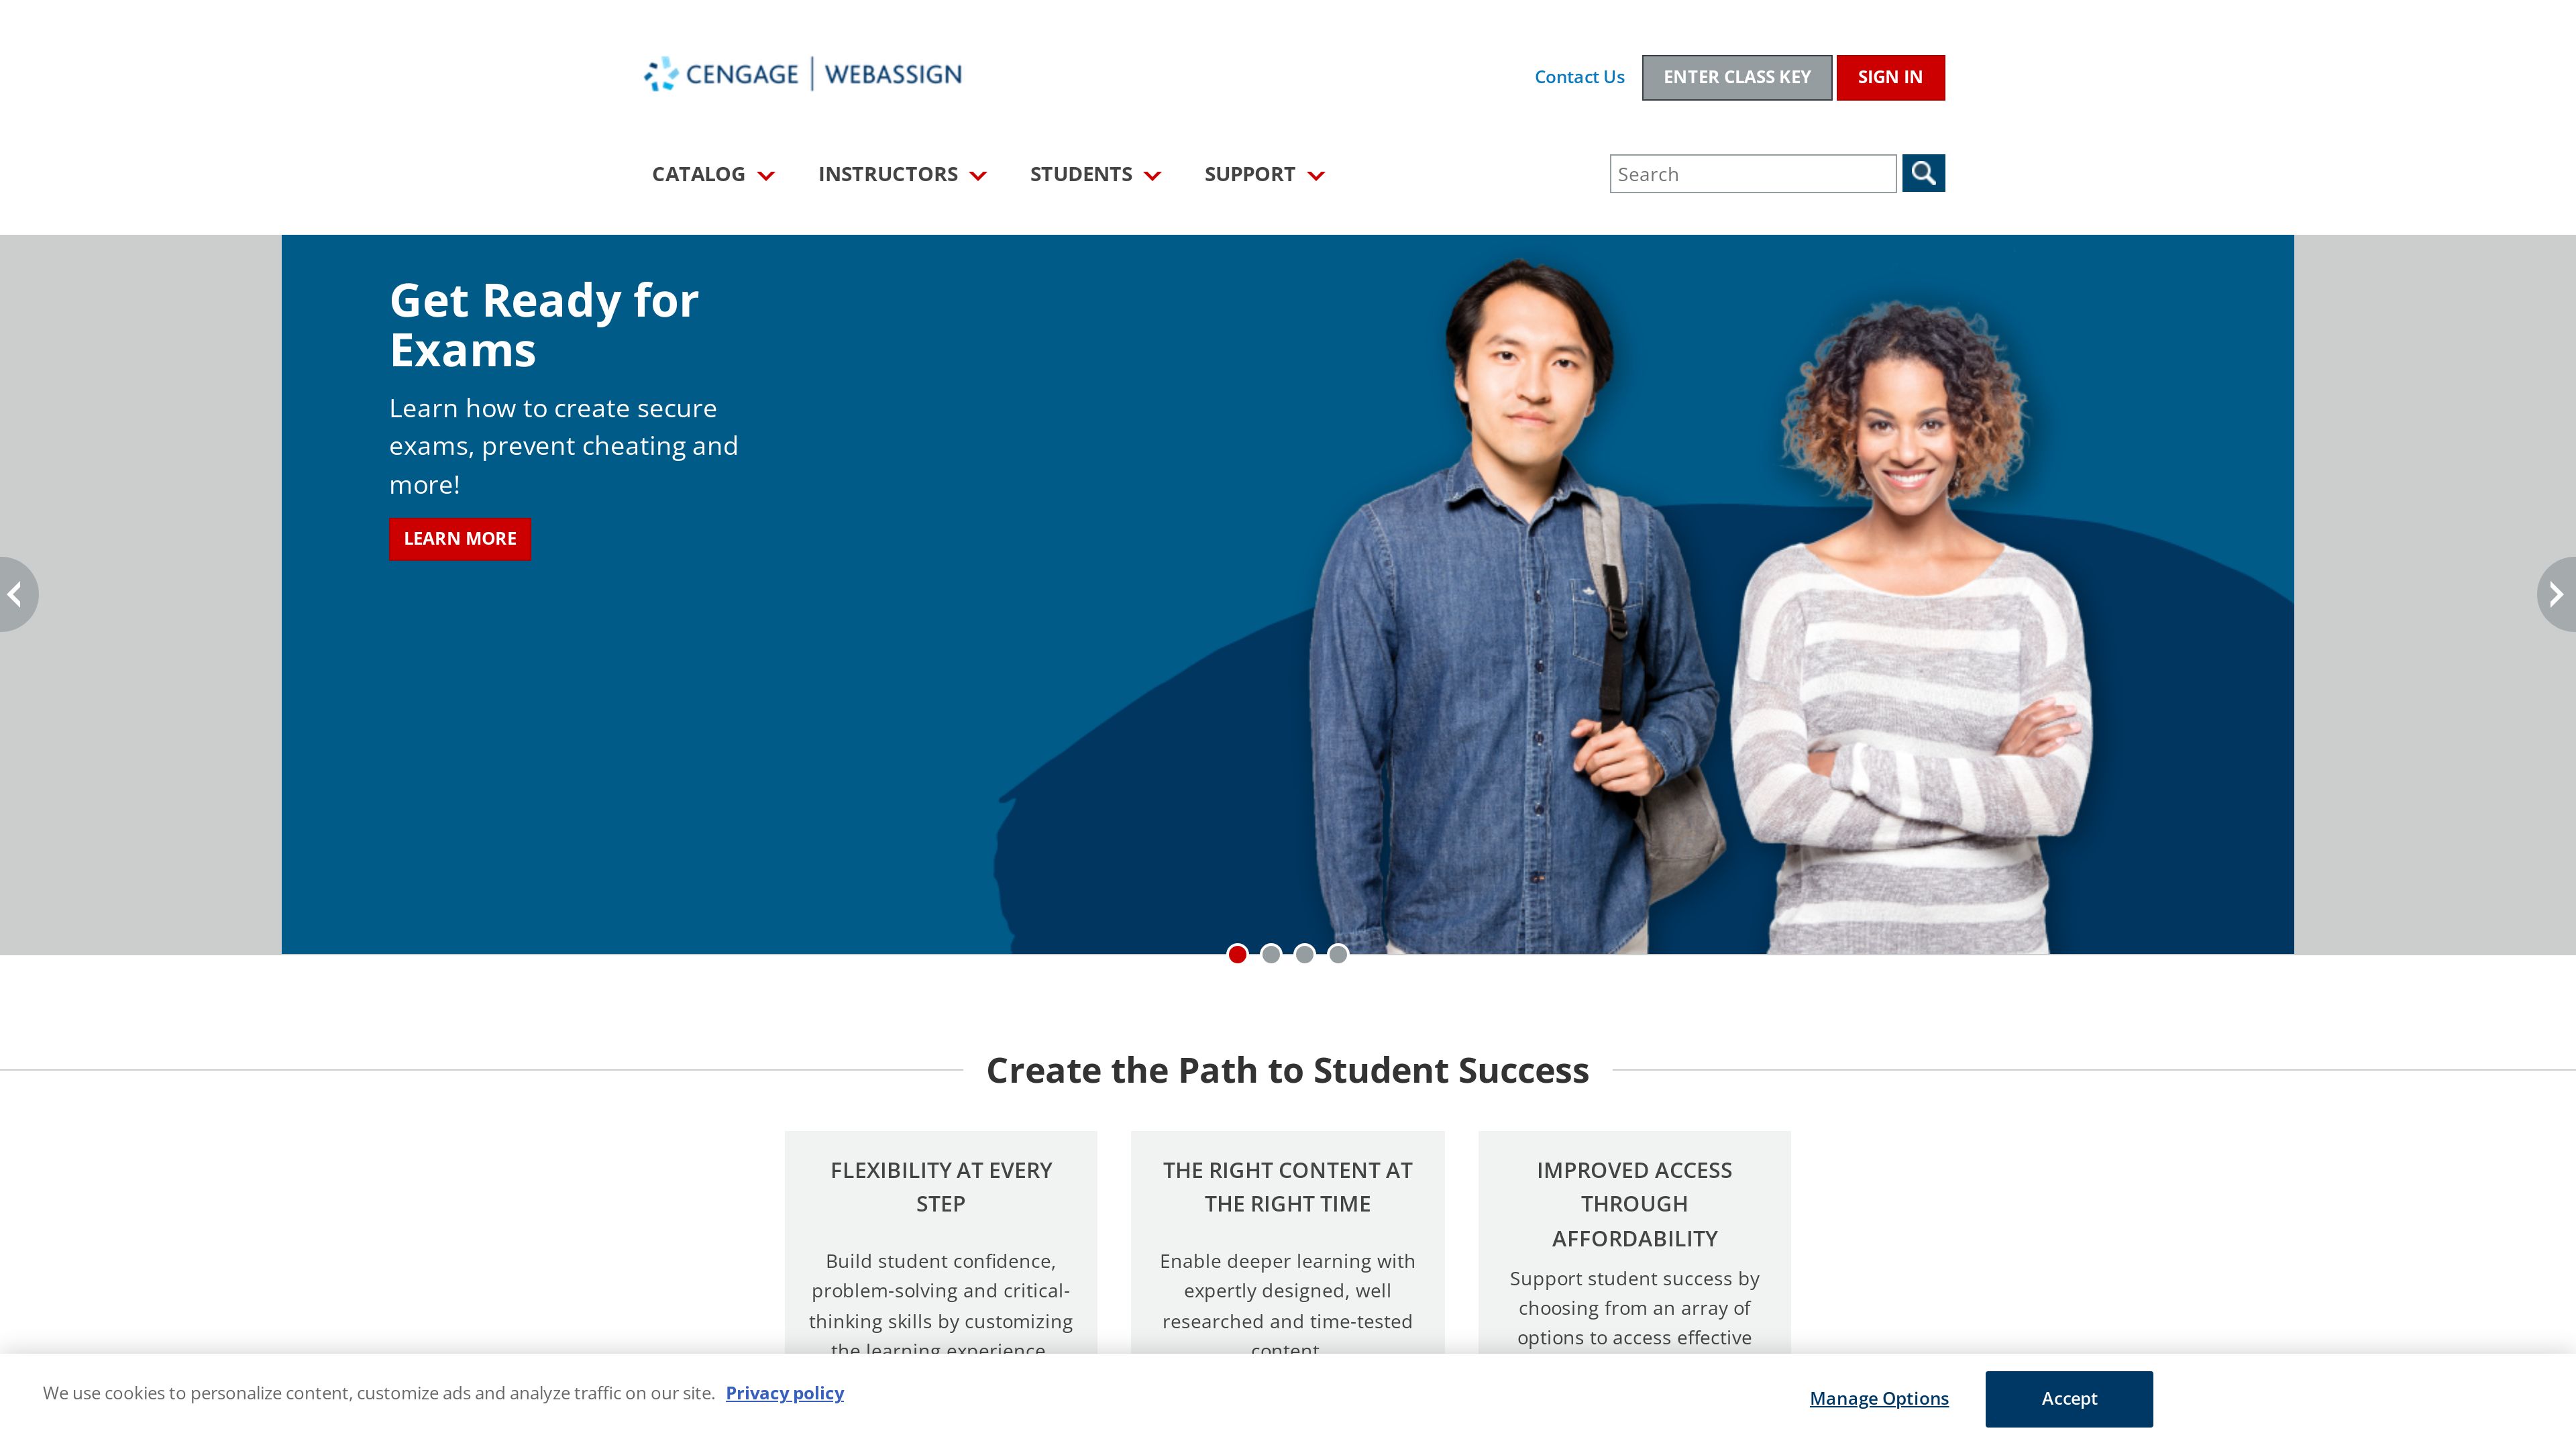 CENGAGE | WEBASSIGN
Contact Us
ENTER CLASS KEY
SIGN IN
CATALOG
INSTRUCTORS
STUDENTS
SUPPORT
Search
Get Ready for
Exams
Learn how to create secure
exams, prevent cheating and
more!
LEARN MORE
Create the Path to Student Success
FLEXIBILITY AT EVERY
STEP
Build student confidence,
problem-solving and critical-
thinking skills by customizing
the learning experience
THE RIGHT CONTENT AT
THE RIGHT TIME
Enable deeper learning with
expertly designed, well
researched and time-tested
content
IMPROVED ACCESS
THROUGH
AFFORDABILITY
Support student success by
choosing from an array of
options to access effective
We use cookies to personalize content, customize ads and analyze traffic on our site. Privacy policy
Manage Options
Accept